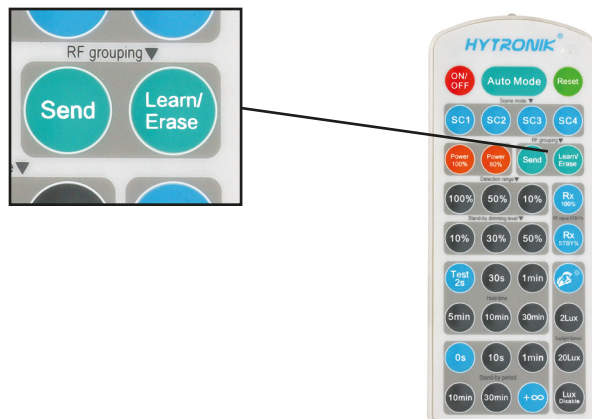 RF grouping▼
Send
Learn/
Erase
▼
HYTRONIK®
ON/
OFF
Auto Mode
Reset
Scene mode ▼
SC1 SC2 SC3 SC4
RF grouping▼
Power
100%
Power
80%
Send
Learn/
Erase
Detection range▼
100% 50% 10%
Rx
100%
Stand-by dimming level▼
RF signal STBY%
10% 30% 50%
Rx
STBY%
Test
2s
30s 1min
Hold-time
5min 10min 30min 2Lux
Daylight Sensor
0s 10s 1min 20Lux
Stand-by period
10min 30min +∞
Lux
Disable